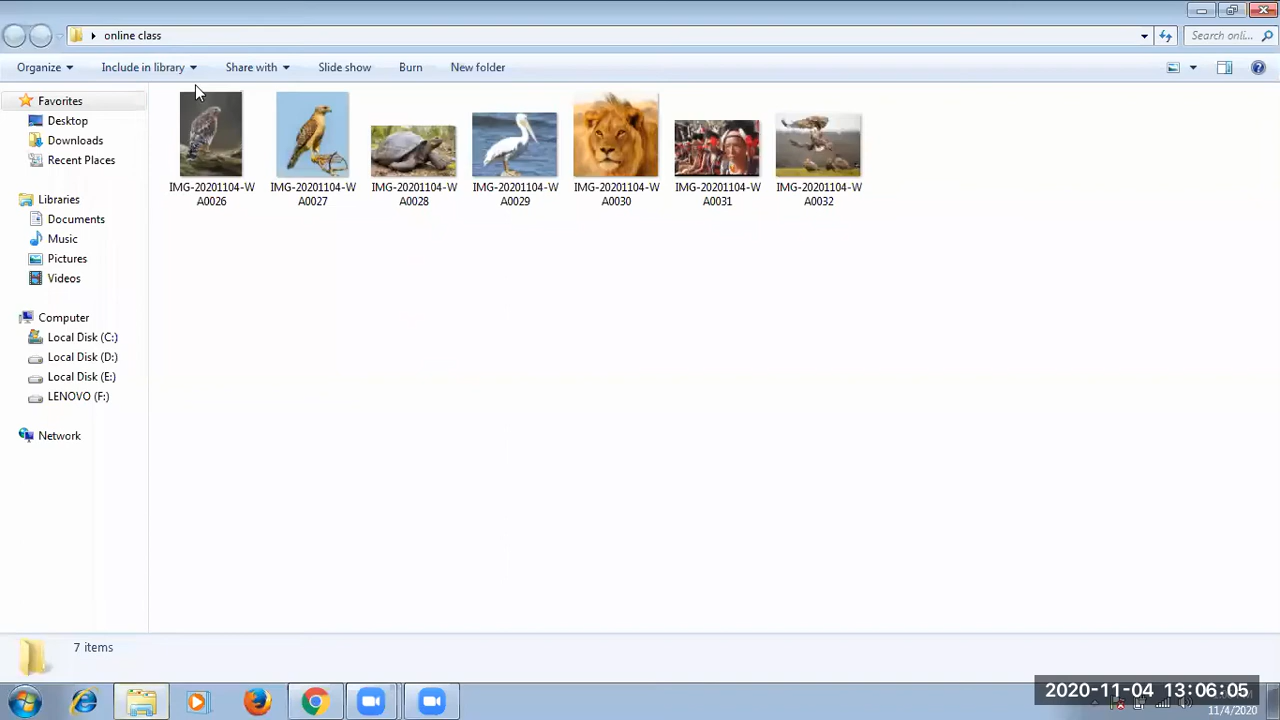 online class
Search onli...
Organize
Include in library
Share with
Slide show
Burn
New folder
Favorites
Desktop
Downloads
Recent Places
Libraries
Documents
Music
Pictures
Videos
Computer
Local Disk (C:)
Local Disk (D:)
Local Disk (E:)
LENOVO (F:)
Network
IMG-20201104-W
A0026
IMG-20201104-W
A0027
IMG-20201104-W
A0028
IMG-20201104-W
A0029
IMG-20201104-W
A0030
IMG-20201104-W
A0031
IMG-20201104-W
A0032
7 items
2020-11-04 13:06:05
11/4/2020